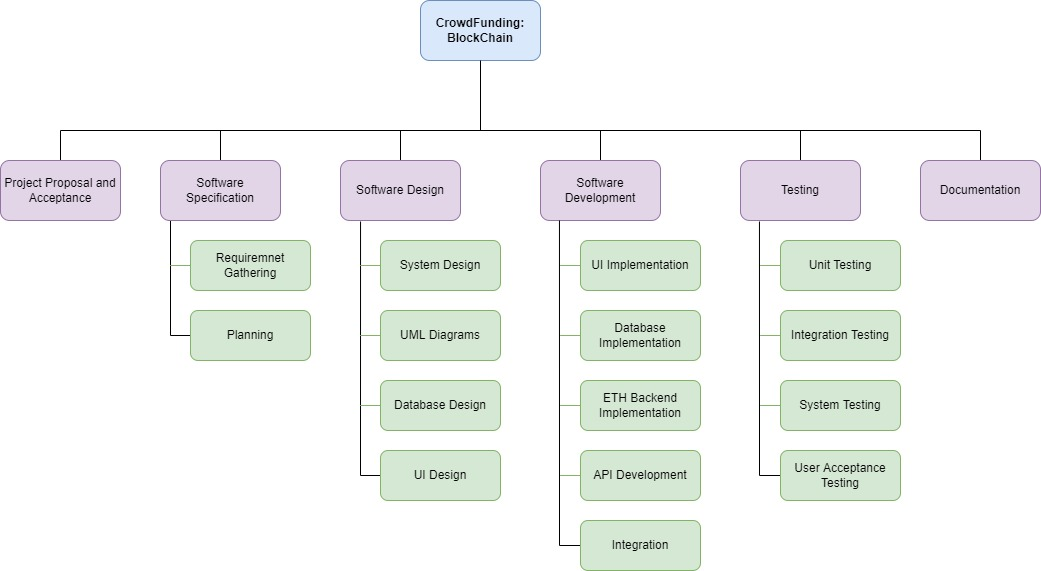 CrowdFunding:
BlockChain
Project Proposal and
Acceptance
Software
Specification
Software Design
Software
Development
Testing
Documentation
Requiremnet
Gathering
Planning
System Design
UML Diagrams
Database Design
UI Design
UI Implementation
Database
Implementation
ETH Backend
Implementation
API Development
Integration
Unit Testing
Integration Testing
System Testing
User Acceptance
Testing